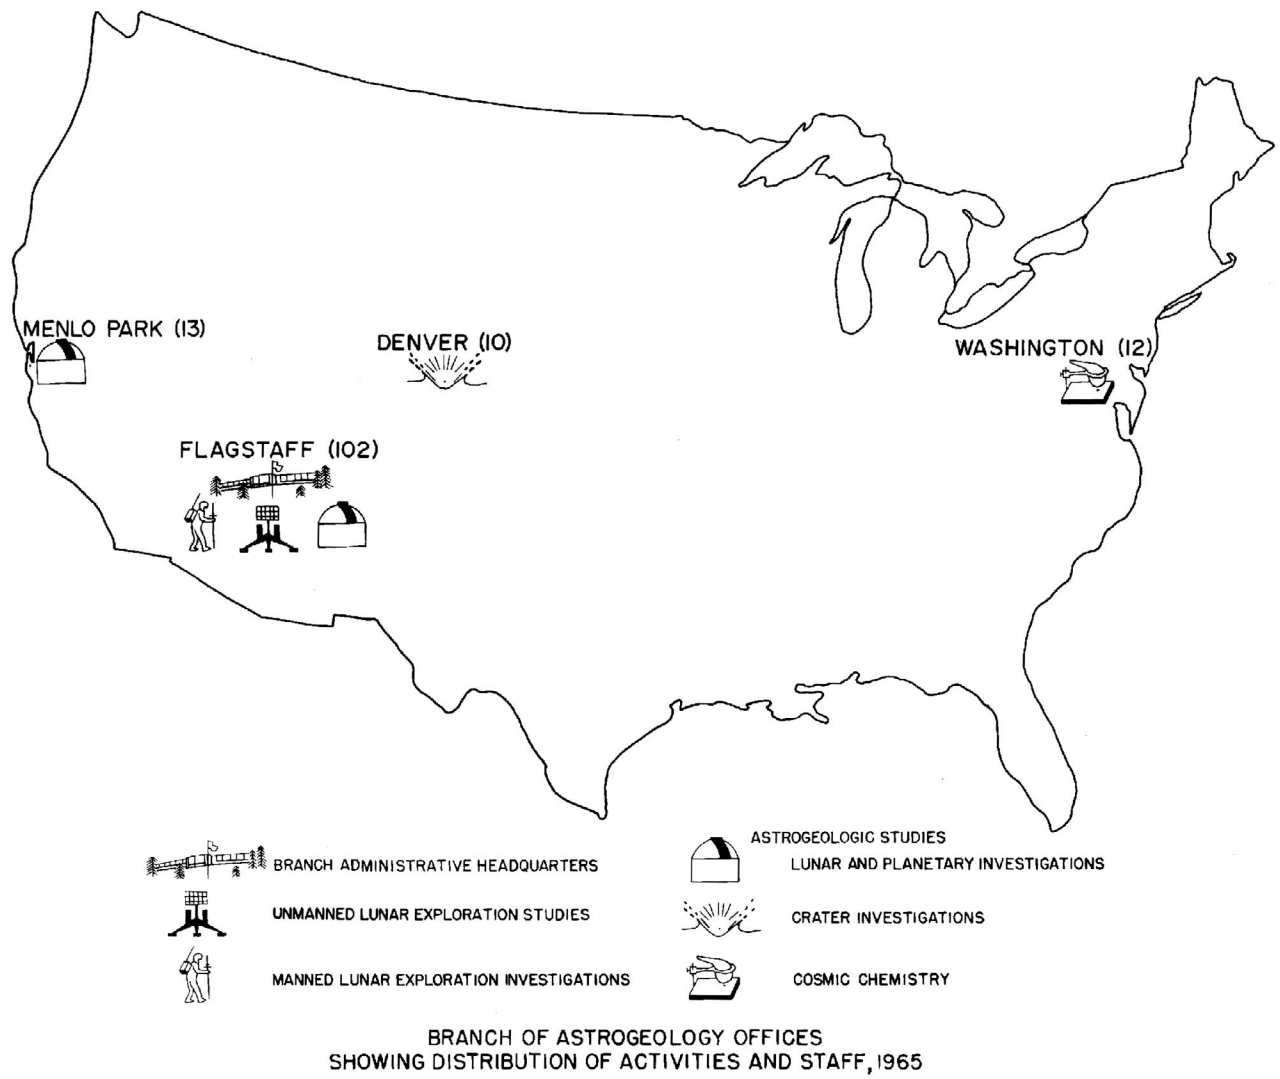 MENLO PARK (13)
DENVER (10)
WASHINGTON (12)
FLAGSTAFF (102)
BRANCH ADMINISTRATIVE HEADQUARTERS
UNMANNED LUNAR EXPLORATION STUDIES
MANNED LUNAR EXPLORATION INVESTIGATIONS
ASTROGEOLOGIC STUDIES
LUNAR AND PLANETARY INVESTIGATIONS
CRATER INVESTIGATIONS
COSMIC CHEMISTRY
BRANCH OF ASTROGEOLOGY OFFICES
SHOWING DISTRIBUTION OF ACTIVITIES AND STAFF, 1965